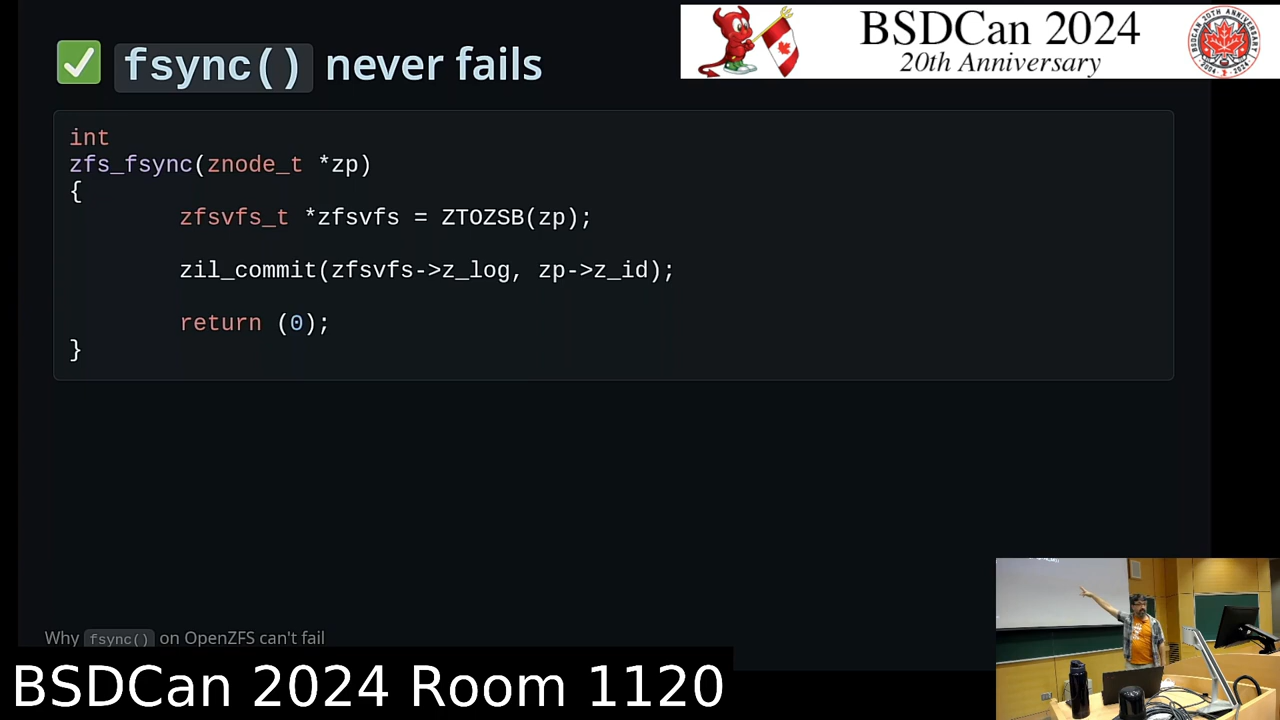 fsync() never fails
BSDCan 2024
20th Anniversary
int
zfs_fsync(znode_t *zp)
{
zfsvfs_t *zfsvfs = ZTOZSB(zp);
zil_commit(zfsvfs->z_log, zp->z_id);
return (0);
}
Why fsync() on OpenZFS can't fail
BSDCan 2024 Room 1120